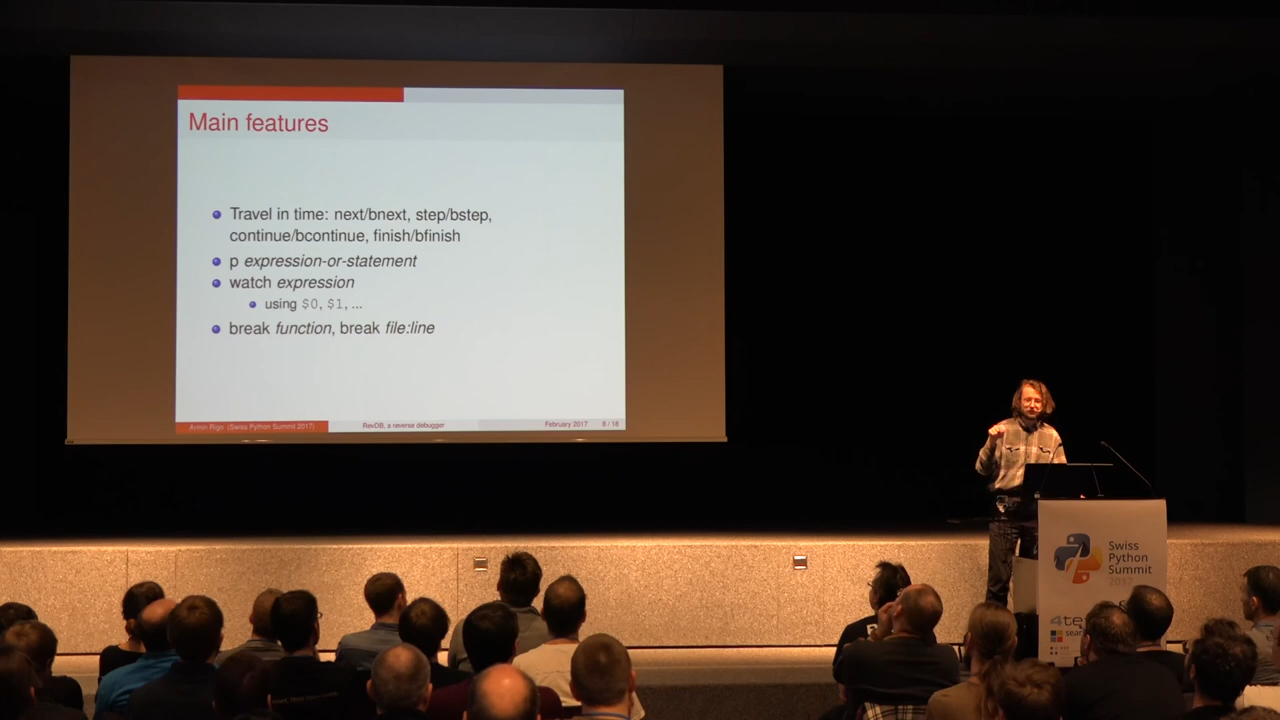 Main features
Travel in time: next/bnext, step/bstep,
continue/bcontinue, finish/bfinish
p expression-or-statement
watch expression
using $0, $1, ...
break function, break file:line
Armin Rigo (Swiss Python Summit 2017)
RevDB, a reverse debugger
February 2017
8 / 16
Swiss
Python
Summit
2017